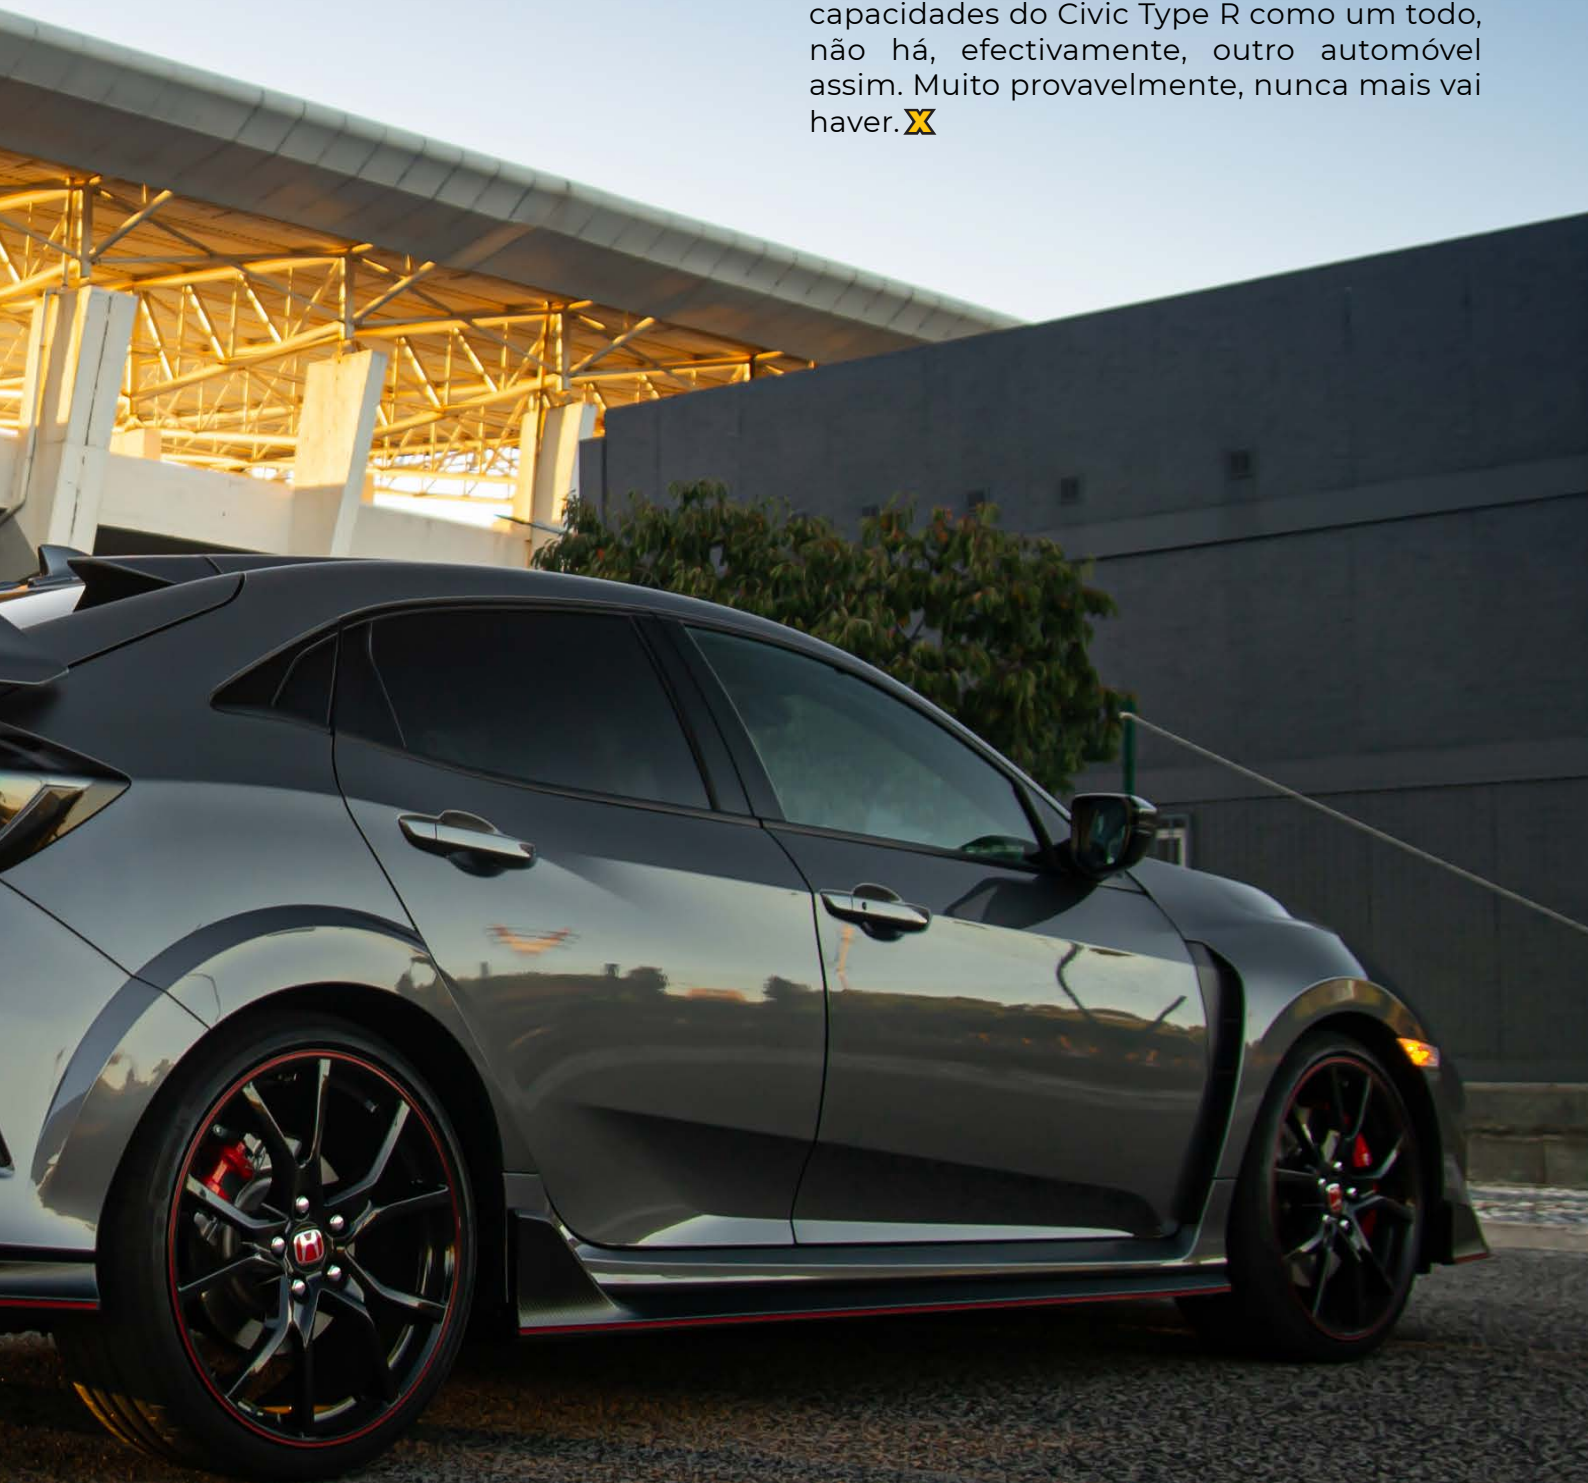 capacidades do Civic Type R como um todo,
não há, efectivamente, outro automóvel
assim. Muito provavelmente, nunca mais vai
haver. X